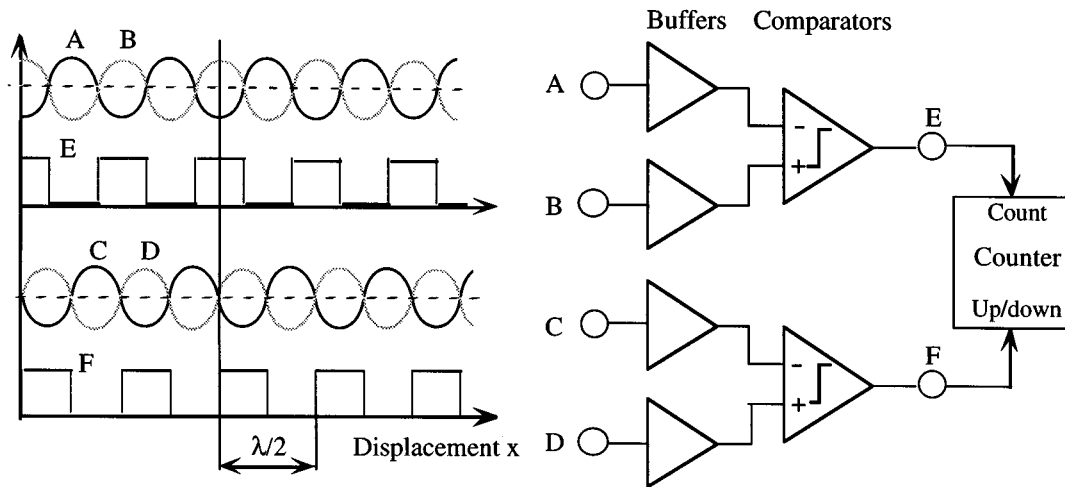 A B
E
C D
F
λ/2
Displacement x
Buffers Comparators
A
B
-
+
E
Count
Counter
Up/down
C
D
-
+
F